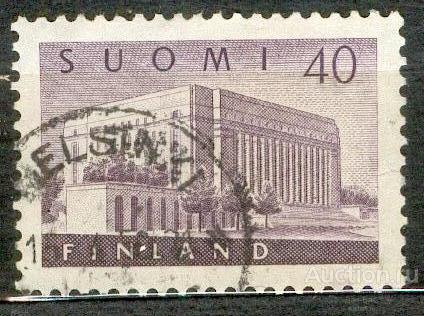 SUOMI 40
HELSINKI
FINLAND
Auction.ru